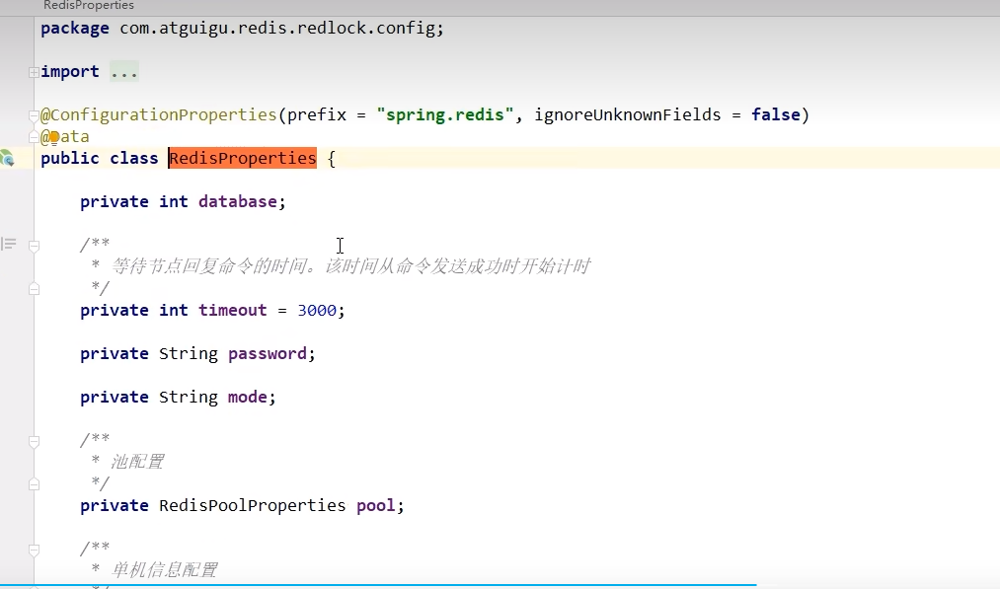 RedisProperties
package com.atguigu.redis.redlock.config;
import ...
@ConfigurationProperties(prefix = "spring.redis", ignoreUnknownFields = false)
@Data
public class RedisProperties {
private int database;
/**
* 等待节点回复命令的时间。该时间从命令发送成功时开始计时
*/
private int timeout = 3000;
private String password;
private String mode;
/**
* 池配置
*/
private RedisPoolProperties pool;
/**
* 单机信息配置
*/